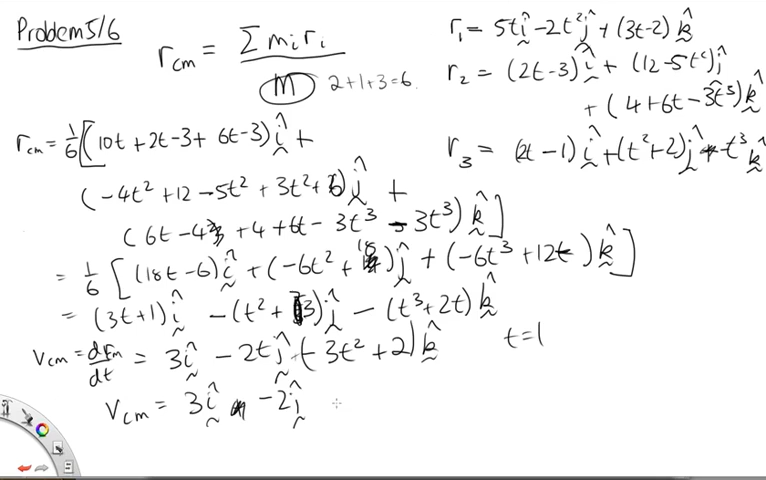 Problem 5/6
r_cm = Σ m_i r_i / M 2+1+3=6
r_1 = 5t i^ - 2t² j^ + (3t-2) k^
r_2 = (2t-3) i^ + (12-5t²) j^
+ (4+6t-3t³) k^
r_3 = (2t-1) i^ + (t²+2) j^ - t³ k^
r_cm = 1/6 [(10t + 2t - 3 + 6t - 3) i^ +
(-4t² + 12 - 5t² + 3t² + 6) j^ +
(6t - 4 + 4 + 6t - 3t³ - 3t³) k^]
= 1/6 [(18t - 6) i^ + (-6t² + 18) j^ + (-6t³ + 12t) k^]
= (3t+1) i^ - (t² + 3) j^ - (t³ + 2t) k^
v_cm = dr_cm/dt = 3 i^ - 2t j^ + (-3t² + 2) k^ t=1
v_cm = 3 i^ - 2 j^